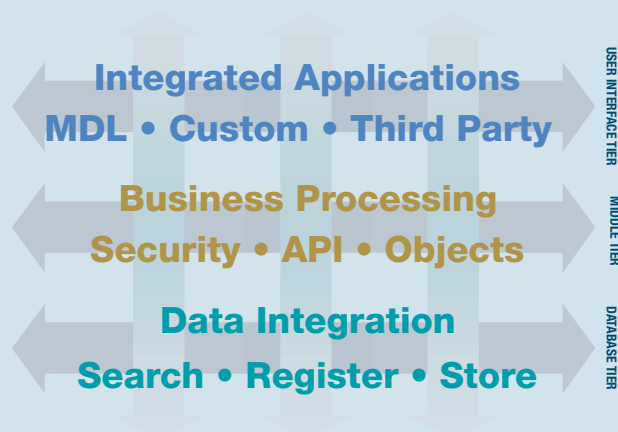 Integrated Applications
MDL • Custom • Third Party
USER INTERFACE TIER
Business Processing
Security • API • Objects
MIDDLE TIER
Data Integration
Search • Register • Store
DATABASE TIER